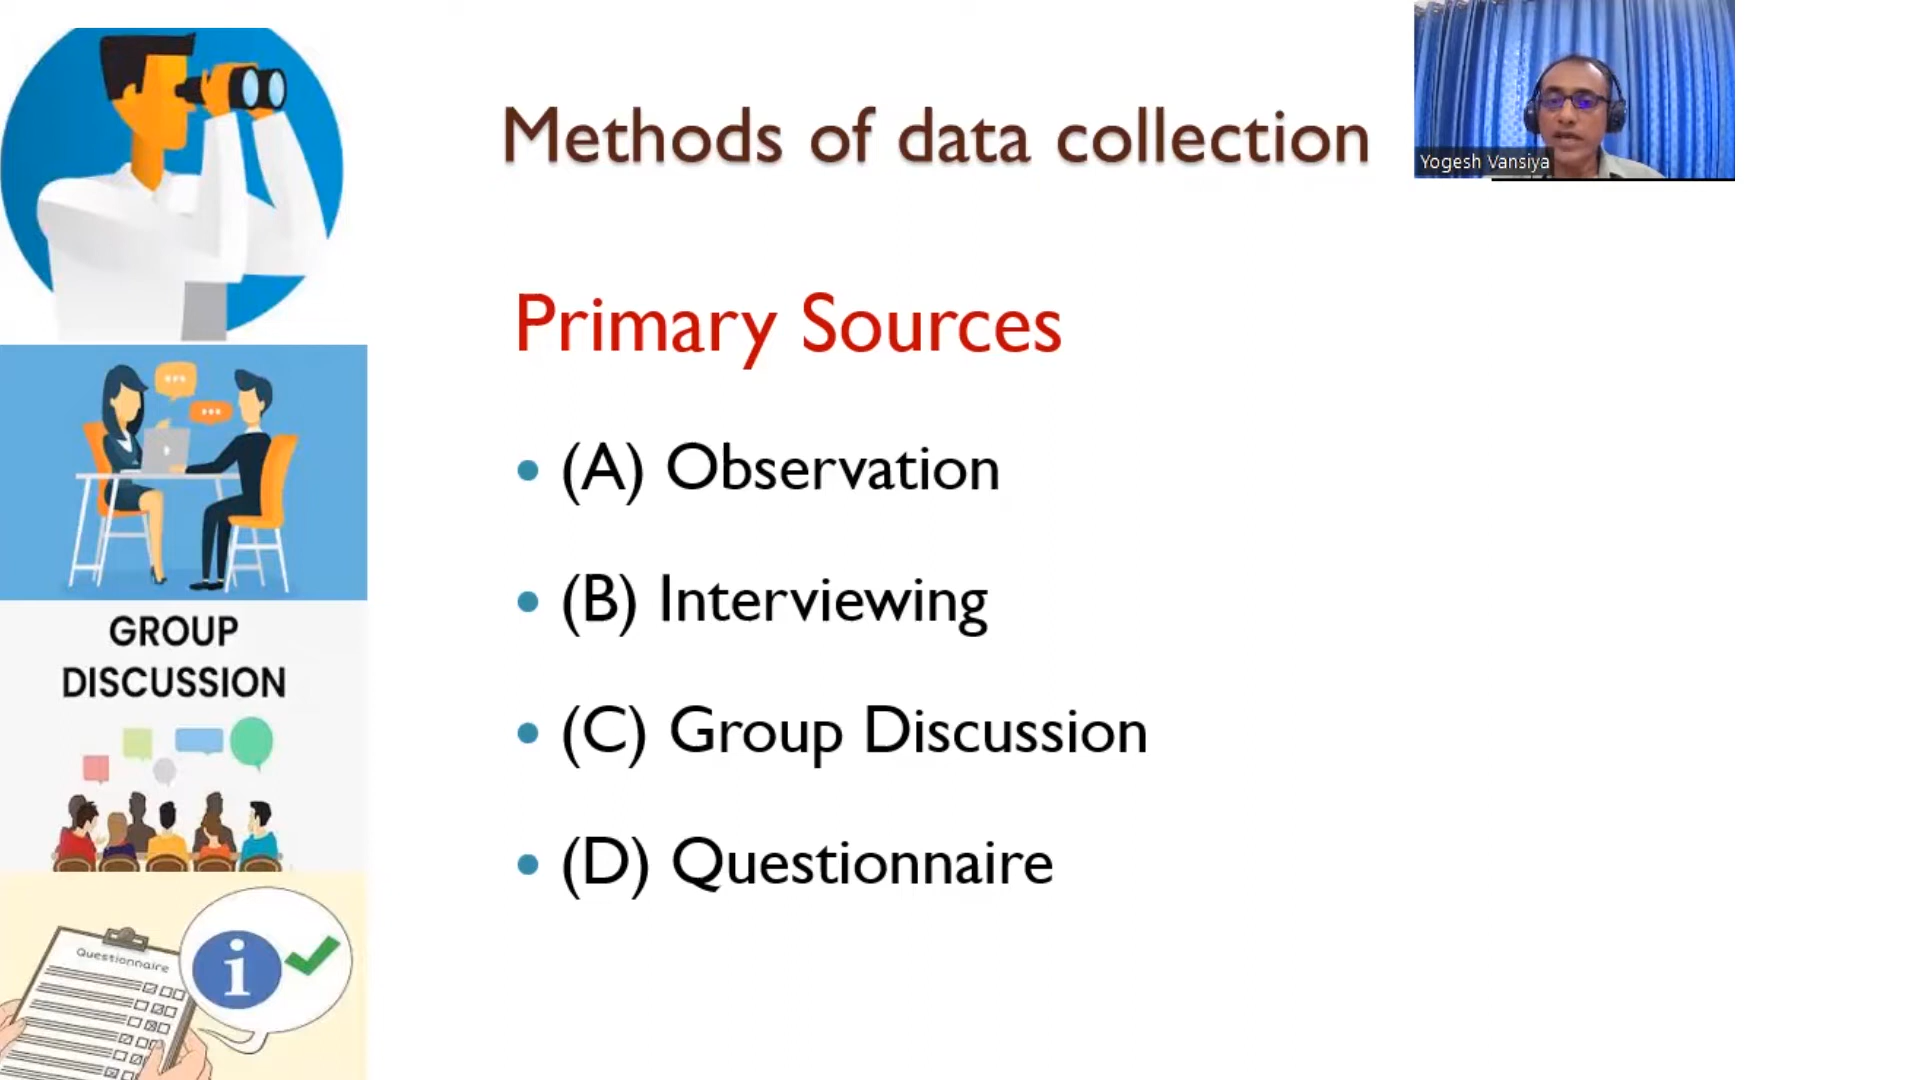 Methods of data collection
Yogesh Vansiya
Primary Sources
• (A) Observation
• (B) Interviewing
GROUP
DISCUSSION
• (C) Group Discussion
• (D) Questionnaire
Questionnaire
i